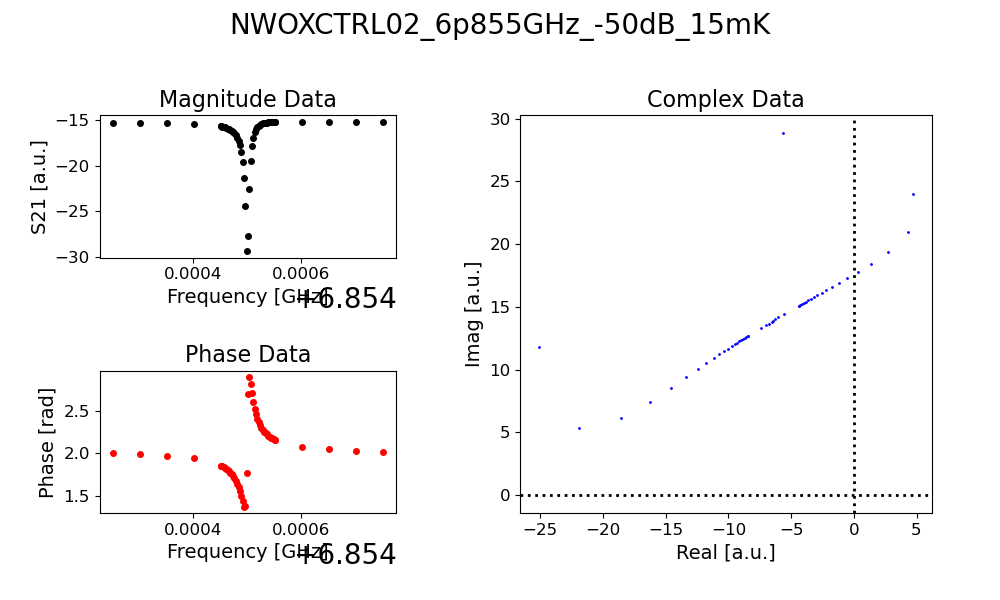 NWOXCTRL02_6p855GHz_-50dB_15mK
Magnitude Data
S21 [a.u.]
−15
−20
−25
−30
0.0004 0.0006
Frequency [GHz]
+6.854
Phase Data
Phase [rad]
2.5
2.0
1.5
0.0004 0.0006
Frequency [GHz]
+6.854
Complex Data
Imag [a.u.]
30
25
20
15
10
5
0
−25 −20 −15 −10 −5 0 5
Real [a.u.]